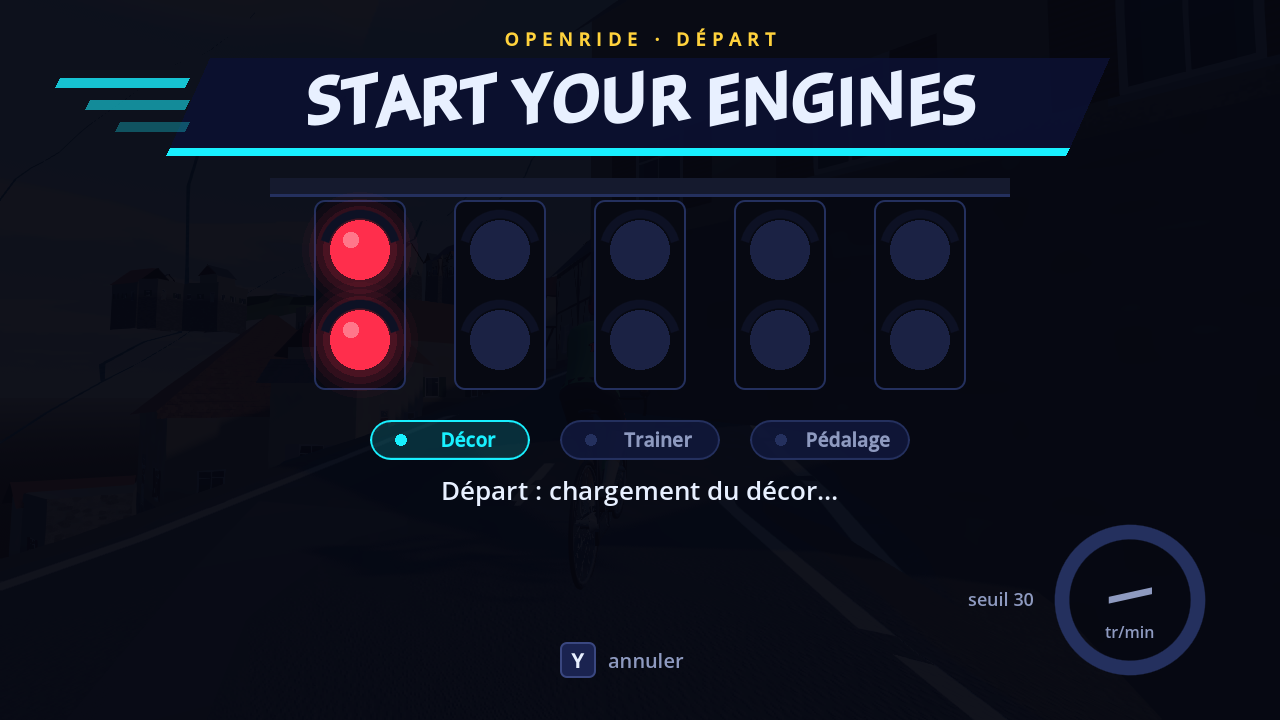 OPENRIDE · DÉPART
START YOUR ENGINES
Décor
Trainer
Pédalage
Départ : chargement du décor...
seuil 30
—
tr/min
Y annuler